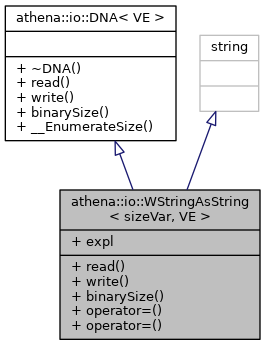 athena::io::DNA< VE >
+ ~DNA()
+ read()
+ write()
+ binarySize()
+ __EnumerateSize()
string
athena::io::WStringAsString
< sizeVar, VE >
+ expl
+ read()
+ write()
+ binarySize()
+ operator=()
+ operator=()